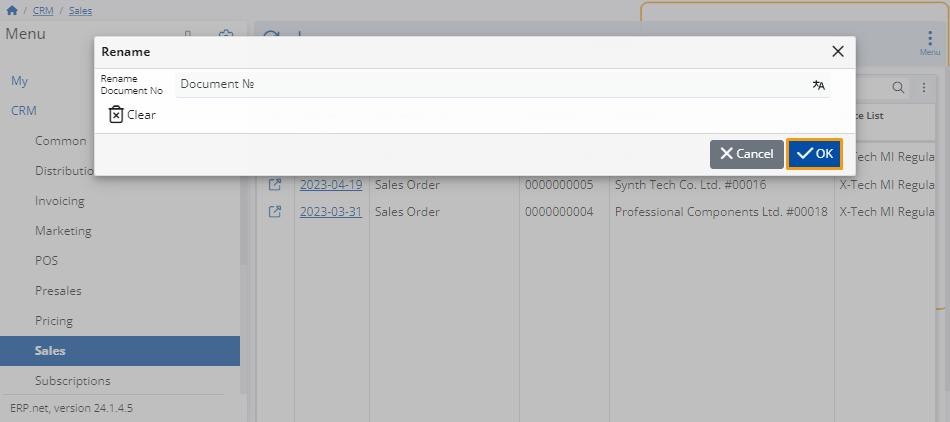 / CRM / Sales
Menu
Menu
Rename
Rename
Document No
Document №
Clear
Cancel
OK
My
CRM
Common
Invoicing
Marketing
POS
Presales
Pricing
Sales
Subscriptions
ERP.net, version 24.1.4.5
List
X-Tech MI Regula
2023-04-19 Sales Order 0000000005 Synth Tech Co. Ltd. #00016 X-Tech MI Regula
2023-03-31 Sales Order 0000000004 Professional Components Ltd. #00018 X-Tech MI Regula